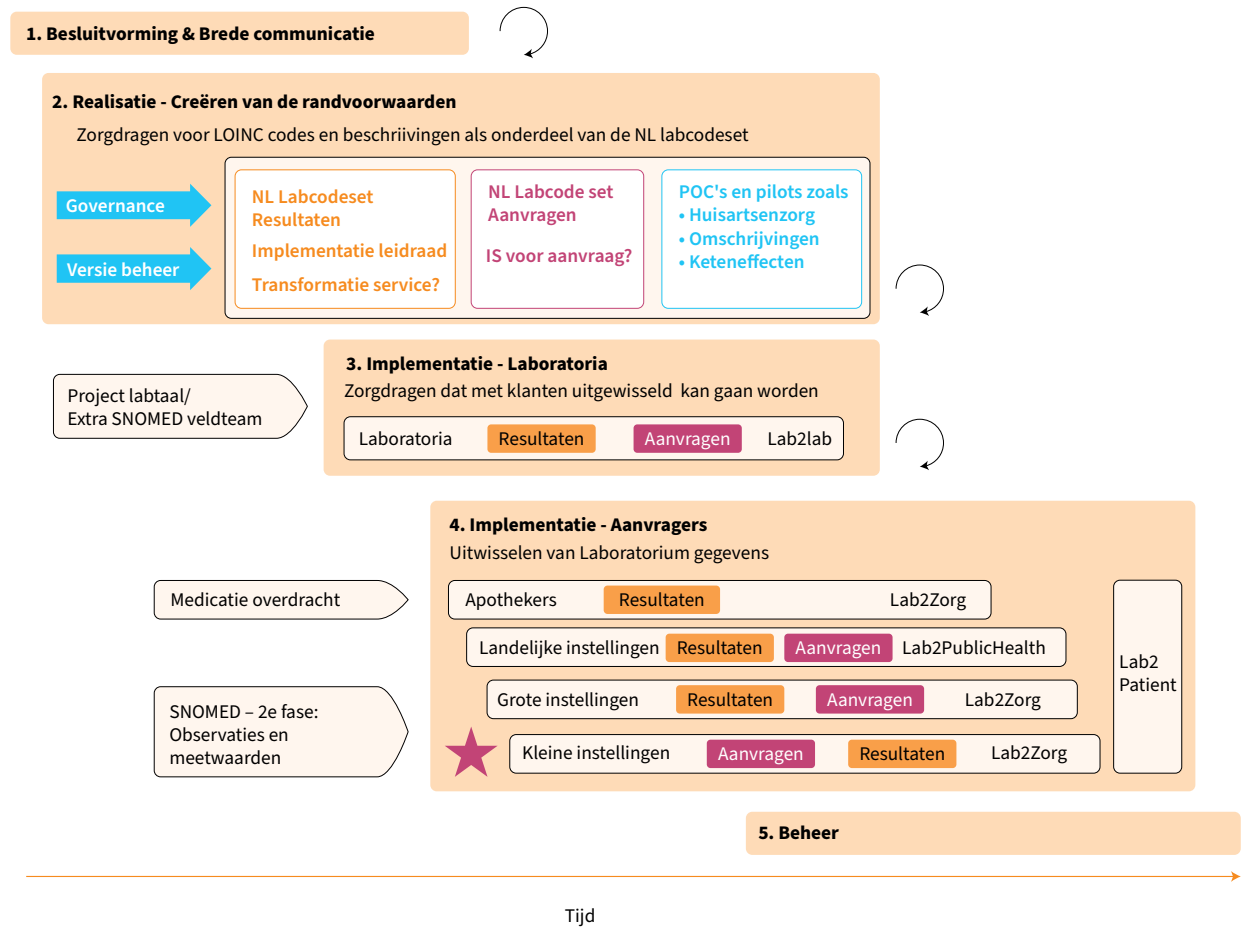 1. Besluitvorming & Brede communicatie
2. Realisatie - Creëren van de randvoorwaarden
Zorgdragen voor LOINC codes en beschriivingen als onderdeel van de NL labcodeset
Governance
Versie beheer
NL Labcodeset
Resultaten
Implementatie leidraad
Transformatie service?
NL Labcode set
Aanvragen
IS voor aanvraag?
POC's en pilots zoals
• Huisartsenzorg
• Omschrijvingen
• Keteneffecten
3. Implementatie - Laboratoria
Zorgdragen dat met klanten uitgewisseld kan gaan worden
Project labtaal/
Extra SNOMED veldteam
Laboratoria Resultaten Aanvragen Lab2lab
4. Implementatie - Aanvragers
Uitwisselen van Laboratorium gegevens
Medicatie overdracht
Apothekers Resultaten Lab2Zorg
Landelijke instellingen Resultaten Aanvragen Lab2PublicHealth
Lab2
Patient
SNOMED – 2e fase:
Observaties en
meetwaarden
Grote instellingen Resultaten Aanvragen Lab2Zorg
Kleine instellingen Aanvragen Resultaten Lab2Zorg
5. Beheer
Tijd